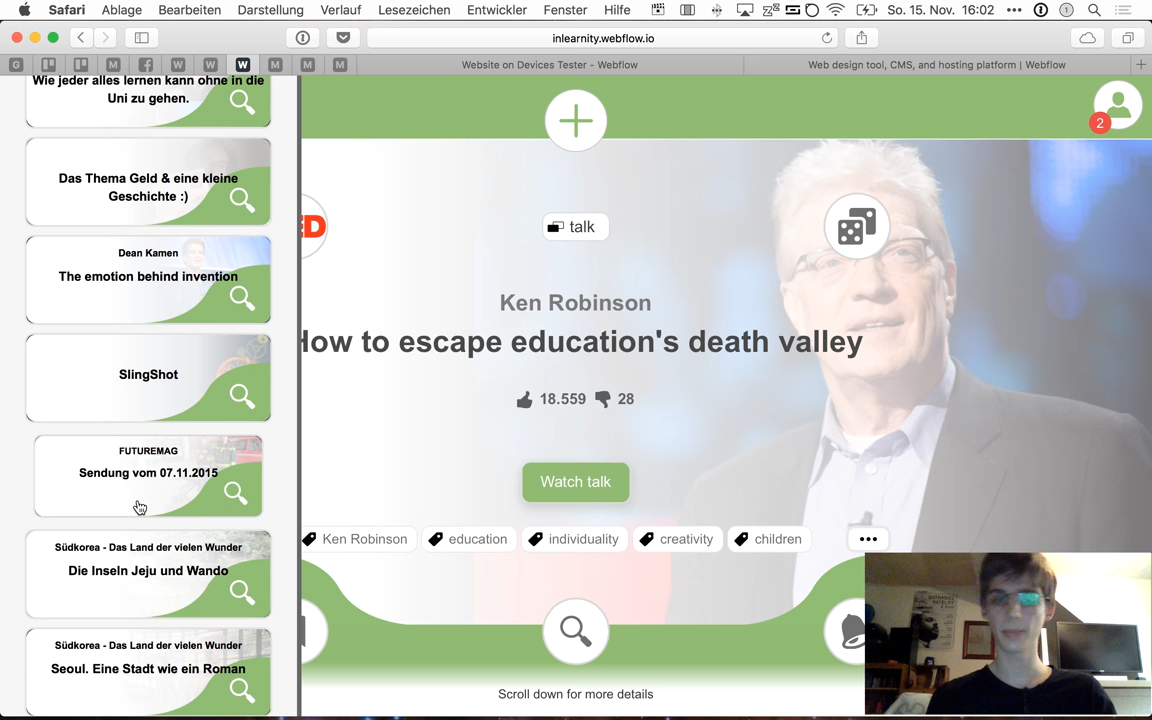 Safari Ablage Bearbeiten Darstellung Verlauf Lesezeichen Entwickler Fenster Hilfe So. 15. Nov. 16:02
inlearnity.webflow.io
Website on Devices Tester - Webflow
Web design tool, CMS, and hosting platform | Webflow
Wie jeder alles lernen kann ohne in die
Uni zu gehen.
Das Thema Geld & eine kleine
Geschichte :)
Dean Kamen
The emotion behind invention
SlingShot
FUTUREMAG
Sendung vom 07.11.2015
Südkorea - Das Land der vielen Wunder
Die Inseln Jeju und Wando
Südkorea - Das Land der vielen Wunder
Seoul. Eine Stadt wie ein Roman
2
ED
talk
Ken Robinson
How to escape education's death valley
18.559 28
Watch talk
Ken Robinson education individuality creativity children •••
Scroll down for more details